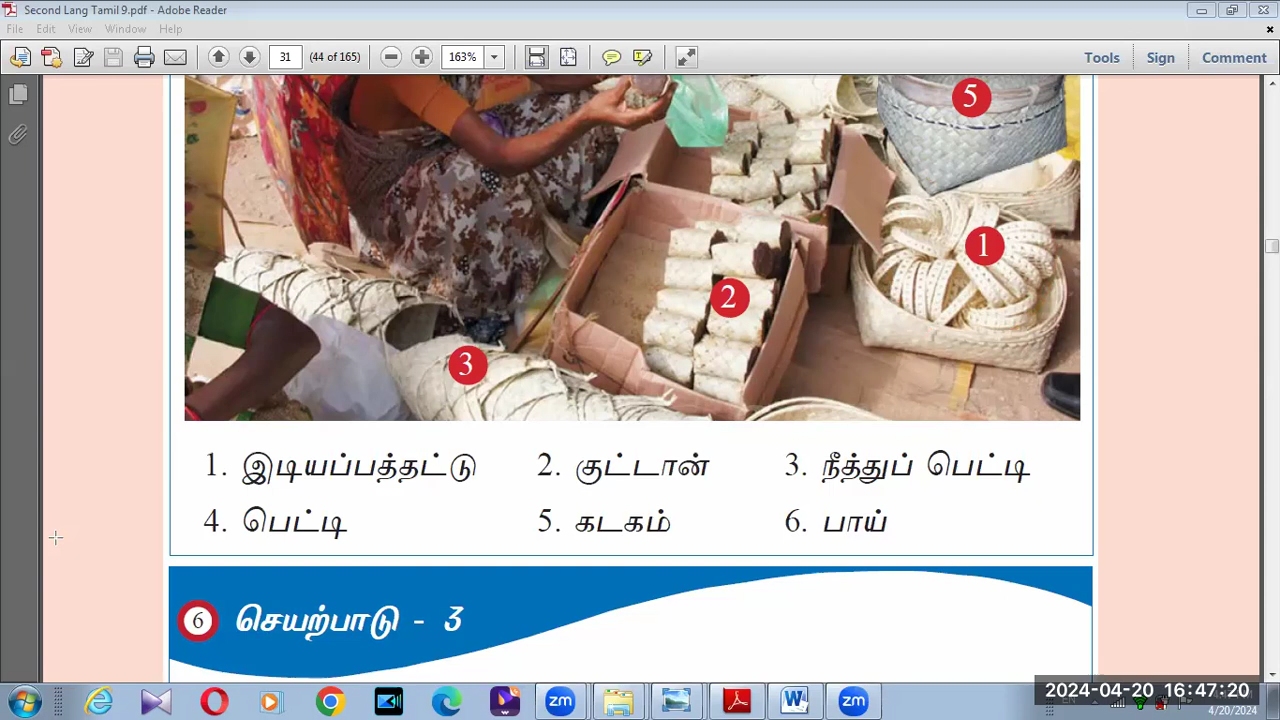 Second Lang Tamil 9.pdf - Adobe Reader
File Edit View Window Help
31 (44 of 165) 163% Tools Sign Comment
5
1
2
3
1. இடியப்பத்தட்டு 2. குட்டான் 3. நீத்துப் பெட்டி
4. பெட்டி 5. கடகம் 6. பாய்
6 செயற்பாடு - 3
2024-04-20 16:47:20
4/20/2024